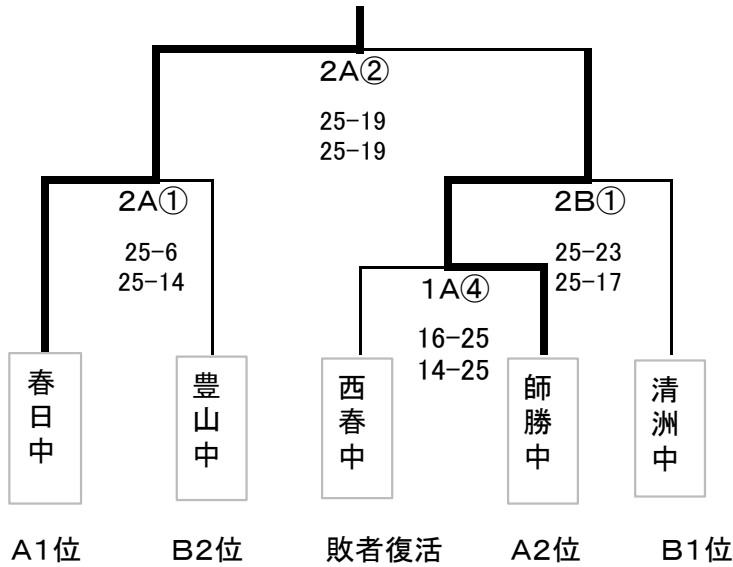 2A②
25-19
25-19
2A①
25-6
25-14
2B①
25-23
25-17
1A④
16-25
14-25
春日中
豊山中
西春中
師勝中
清洲中
A1位
B2位
敗者復活
A2位
B1位